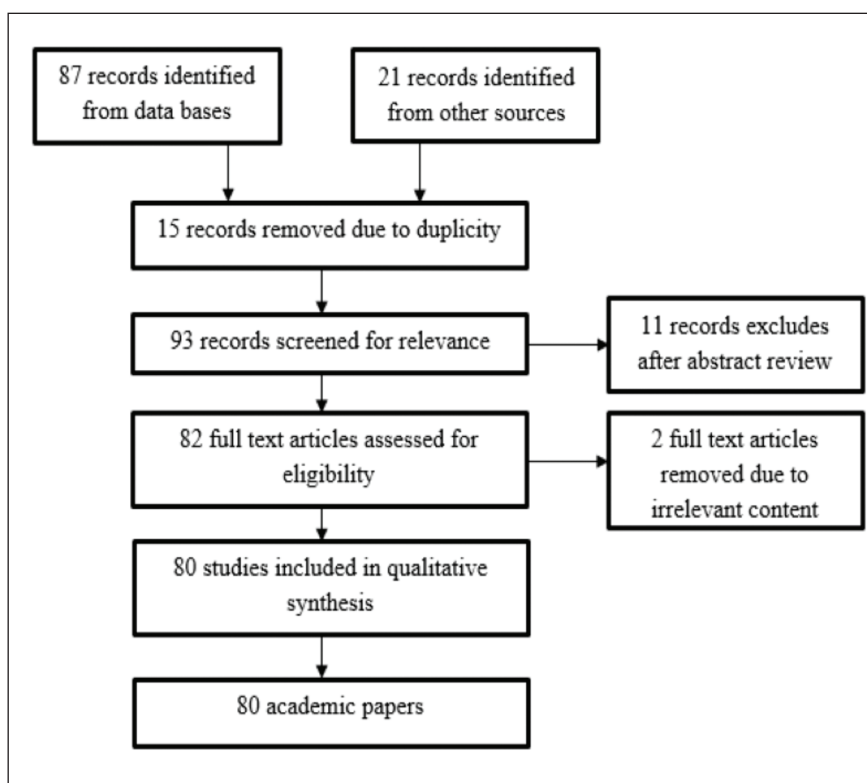 87 records identified
from data bases
21 records identified
from other sources
15 records removed due to duplicity
93 records screened for relevance
11 records excludes
after abstract review
82 full text articles assessed for
eligibility
2 full text articles
removed due to
irrelevant content
80 studies included in qualitative
synthesis
80 academic papers